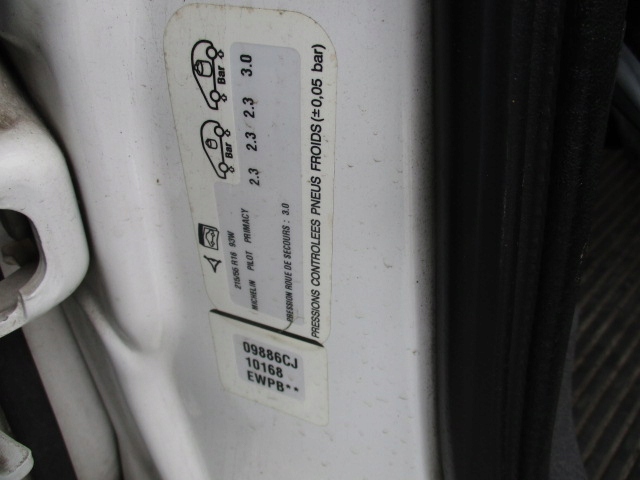 Bar Bar
215/55 R16 93W
MICHELIN PILOT PRIMACY 2.3 2.3 / 2.3 3.0
PRESSION ROUE DE SECOURS : 3.0
PRESSIONS CONTROLEES PNEUS FROIDS (±0,05 bar)
09886CJ
10168
EWPB**